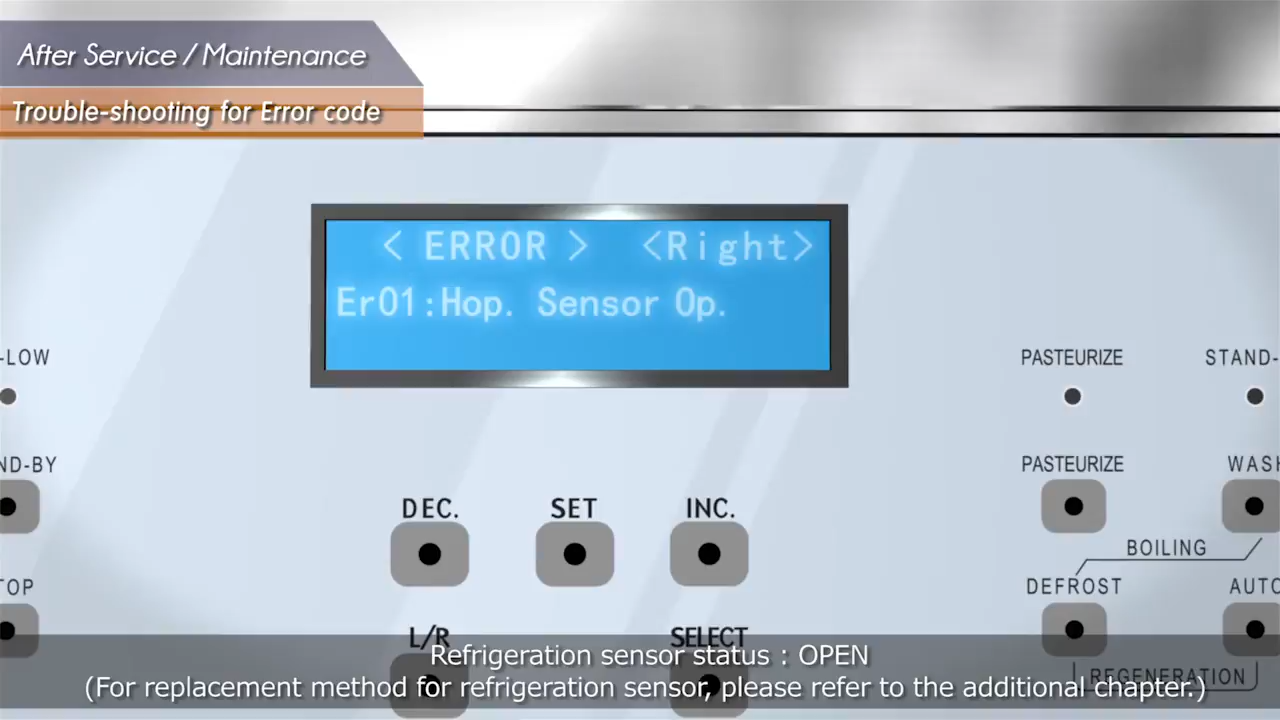 After Service / Maintenance
Trouble-shooting for Error code
< ERROR > <Right>
Er01:Hop. Sensor Op.
-LOW
PASTEURIZE
STAND-
ND-BY
PASTEURIZE
WASH
DEC.
SET
INC.
BOILING
TOP
DEFROST
AUTO
L/R
SELECT
REGENERATION
Refrigeration sensor status : OPEN
(For replacement method for refrigeration sensor, please refer to the additional chapter.)